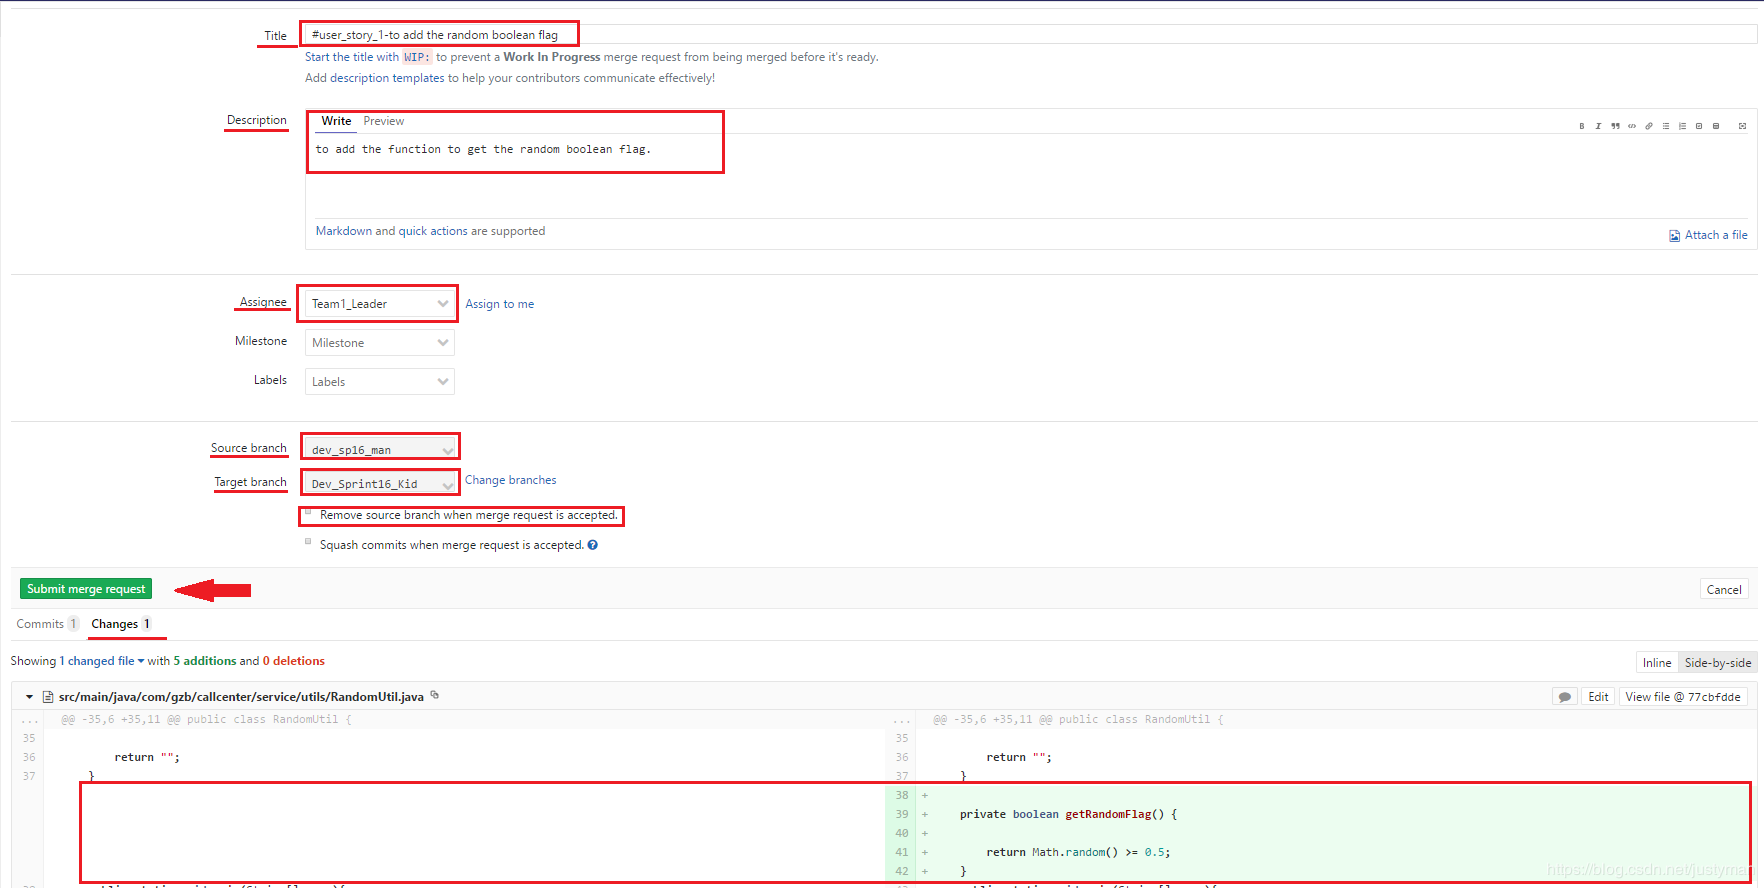 Title #user_story_1-to add the random boolean flag
Start the title with WIP: to prevent a Work In Progress merge request from being merged before it's ready.
Add description templates to help your contributors communicate effectively!
Description Write Preview
to add the function to get the random boolean flag.
Markdown and quick actions are supported
Attach a file
Assignee Team1_Leader Assign to me
Milestone Milestone
Labels Labels
Source branch dev_sp16_man
Target branch Dev_Sprint16_Kid Change branches
Remove source branch when merge request is accepted.
Squash commits when merge request is accepted.
Submit merge request Cancel
Commits 1 Changes 1
Showing 1 changed file with 5 additions and 0 deletions Inline Side-by-side
src/main/java/com/gzb/callcenter/service/utils/RandomUtil.java Edit View file @ 77cbfdde
... @@ -35,6 +35,11 @@ public class RandomUtil { ... @@ -35,6 +35,11 @@ public class RandomUtil {
35 35
36 return ""; 36 return "";
37 } 37 }
38 +
39 + private boolean getRandomFlag() {
40 +
41 + return Math.random() >= 0.5;
42 + }
https://blog.csdn.net/justyman